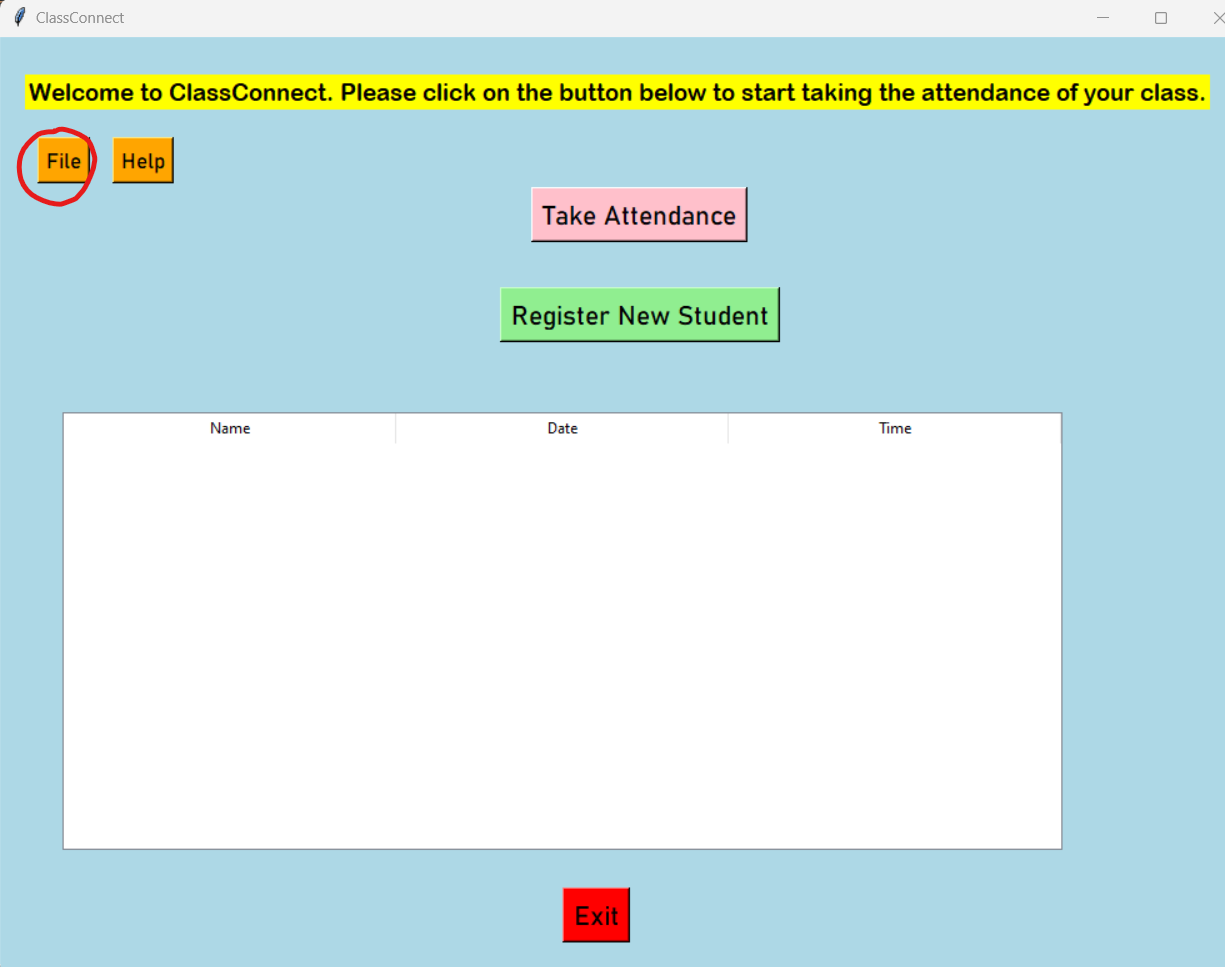 ClassConnect
Welcome to ClassConnect. Please click on the button below to start taking the attendance of your class.
File Help
Take Attendance
Register New Student
Name Date Time
Exit